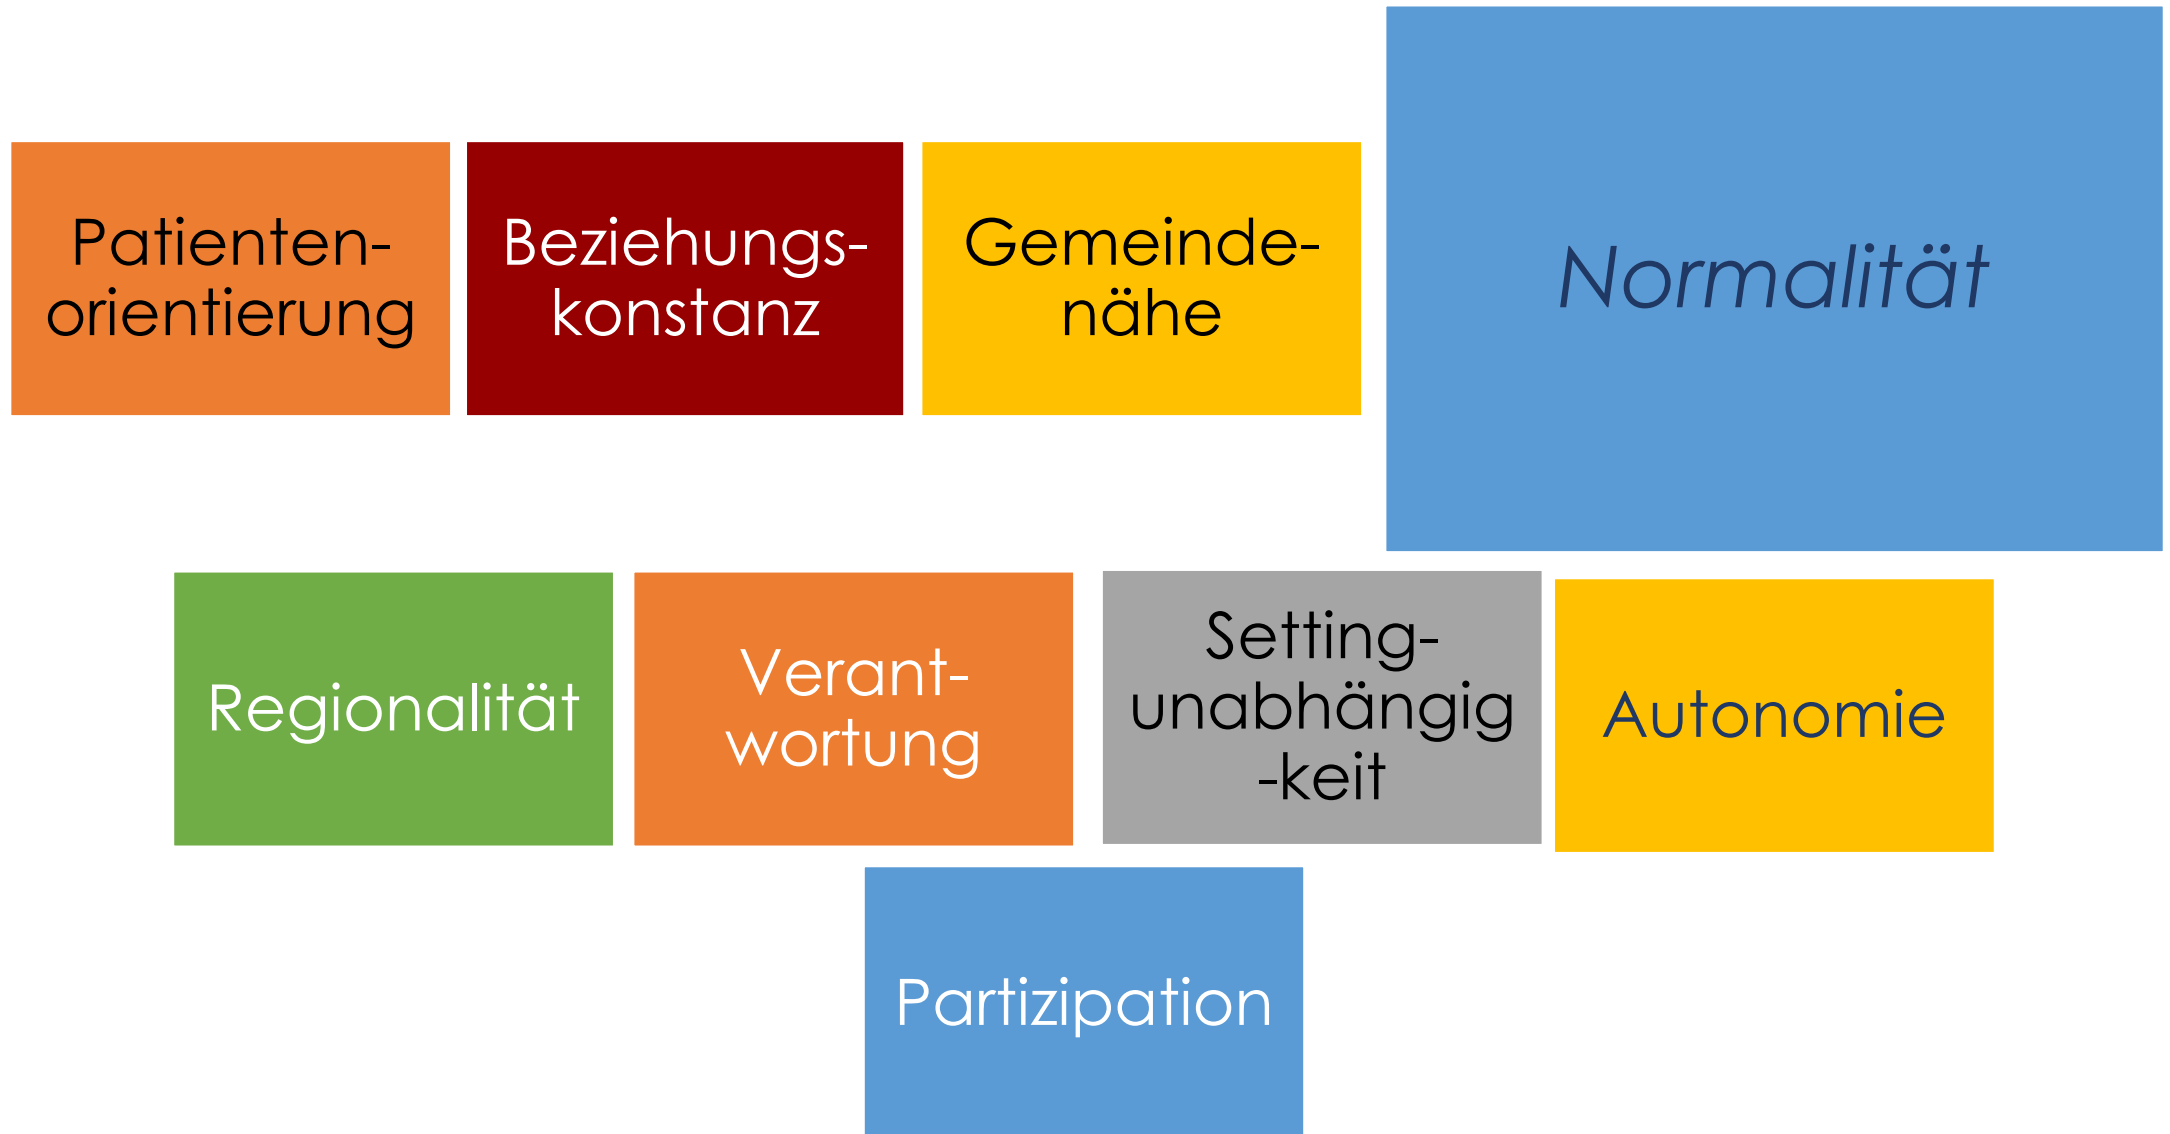 Patienten-
orientierung
Beziehungs-
konstanz
Gemeinde-
nähe
Normalität
Regionalität
Verant-
wortung
Setting-
unabhängig
-keit
Autonomie
Partizipation